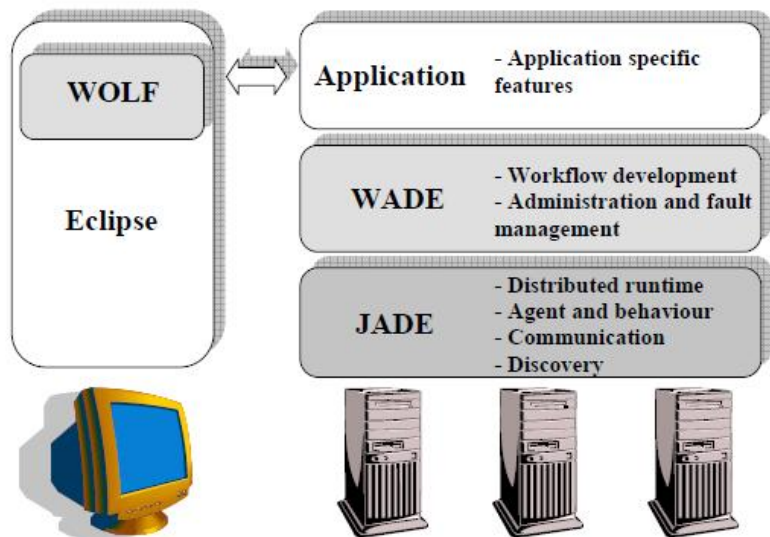 WOLF
Eclipse
Application
- Application specific
features
WADE
- Workflow development
- Administration and fault
management
JADE
- Distributed runtime
- Agent and behaviour
- Communication
- Discovery